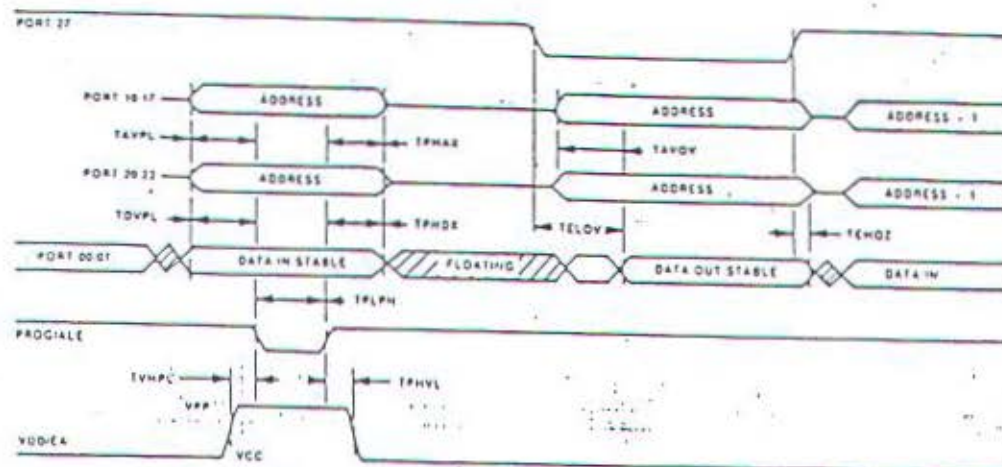 PORT 27
PORT 10-17
ADDRESS
ADDRESS
ADDRESS + 1
TAVPL
TPHAX
TAVQV
PORT 20-22
ADDRESS
ADDRESS
ADDRESS + 1
TDVPL
TPHDX
TELQV
TEHQZ
PORT 00-07
DATA IN STABLE
FLOATING
DATA OUT STABLE
DATA IN
TPLPH
PROG/ALE
TVHPL
TPHVL
VPP
VDD/EA
VCC